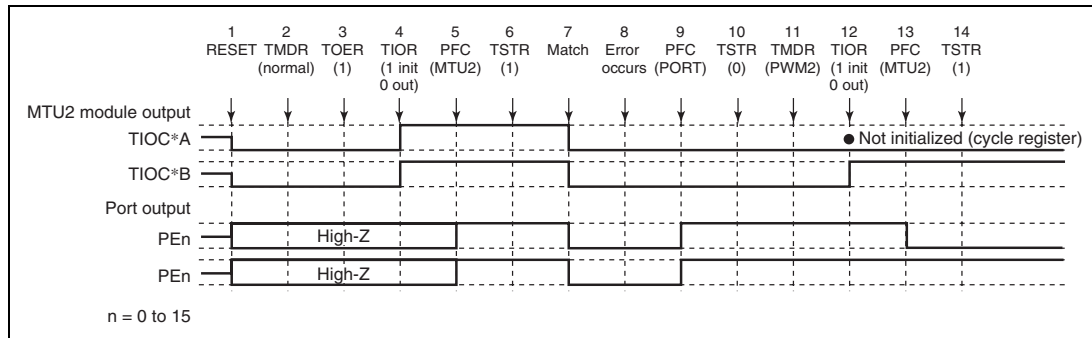 1 2 3 4 5 6 7 8 9 10 11 12 13 14
RESET TMDR TOER TIOR PFC TSTR Match Error PFC TSTR TMDR TIOR PFC TSTR
(normal) (1) (1 init (MTU2) (1) occurs (PORT) (0) (PWM2) (1 init (MTU2) (1)
0 out) 0 out)
MTU2 module output
TIOC*A
● Not initialized (cycle register)
TIOC*B
Port output
PEn
High-Z
PEn
High-Z
n = 0 to 15